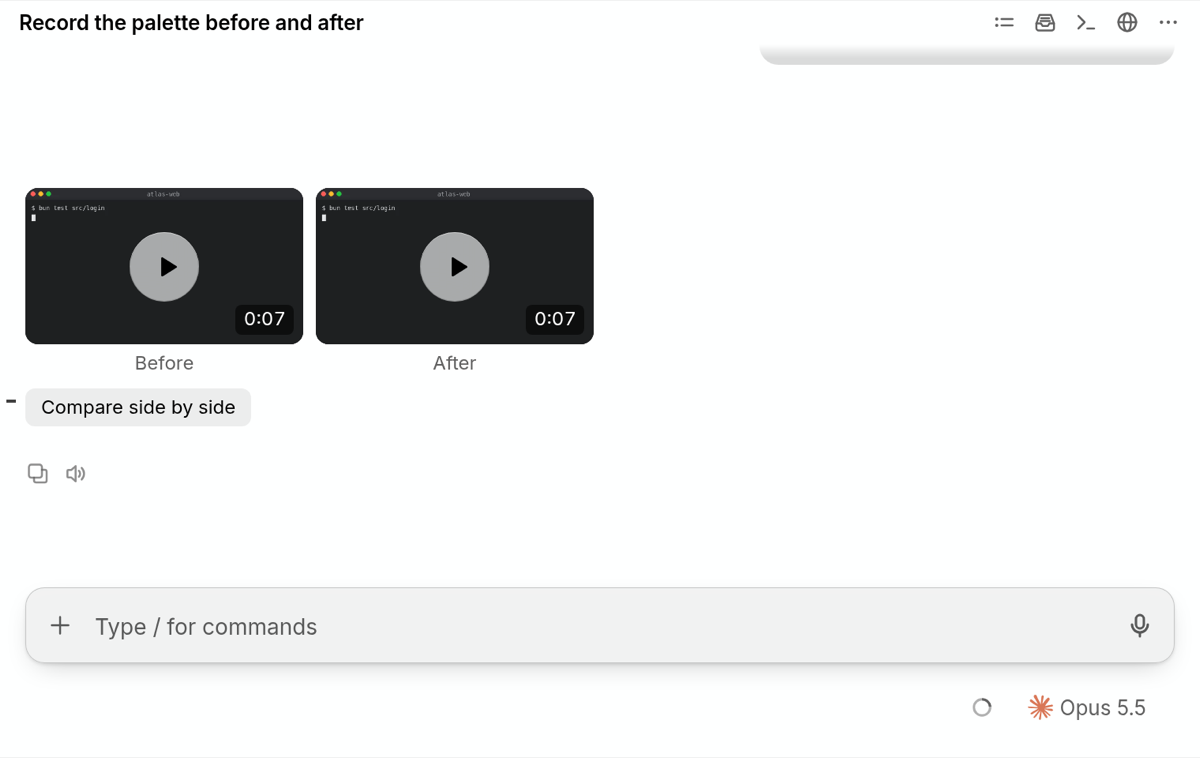 Record the palette before and after
atlas-web
$ bun test src/login
0:07
atlas-web
$ bun test src/login
0:07
Before
After
Compare side by side
Type / for commands
Opus 5.5